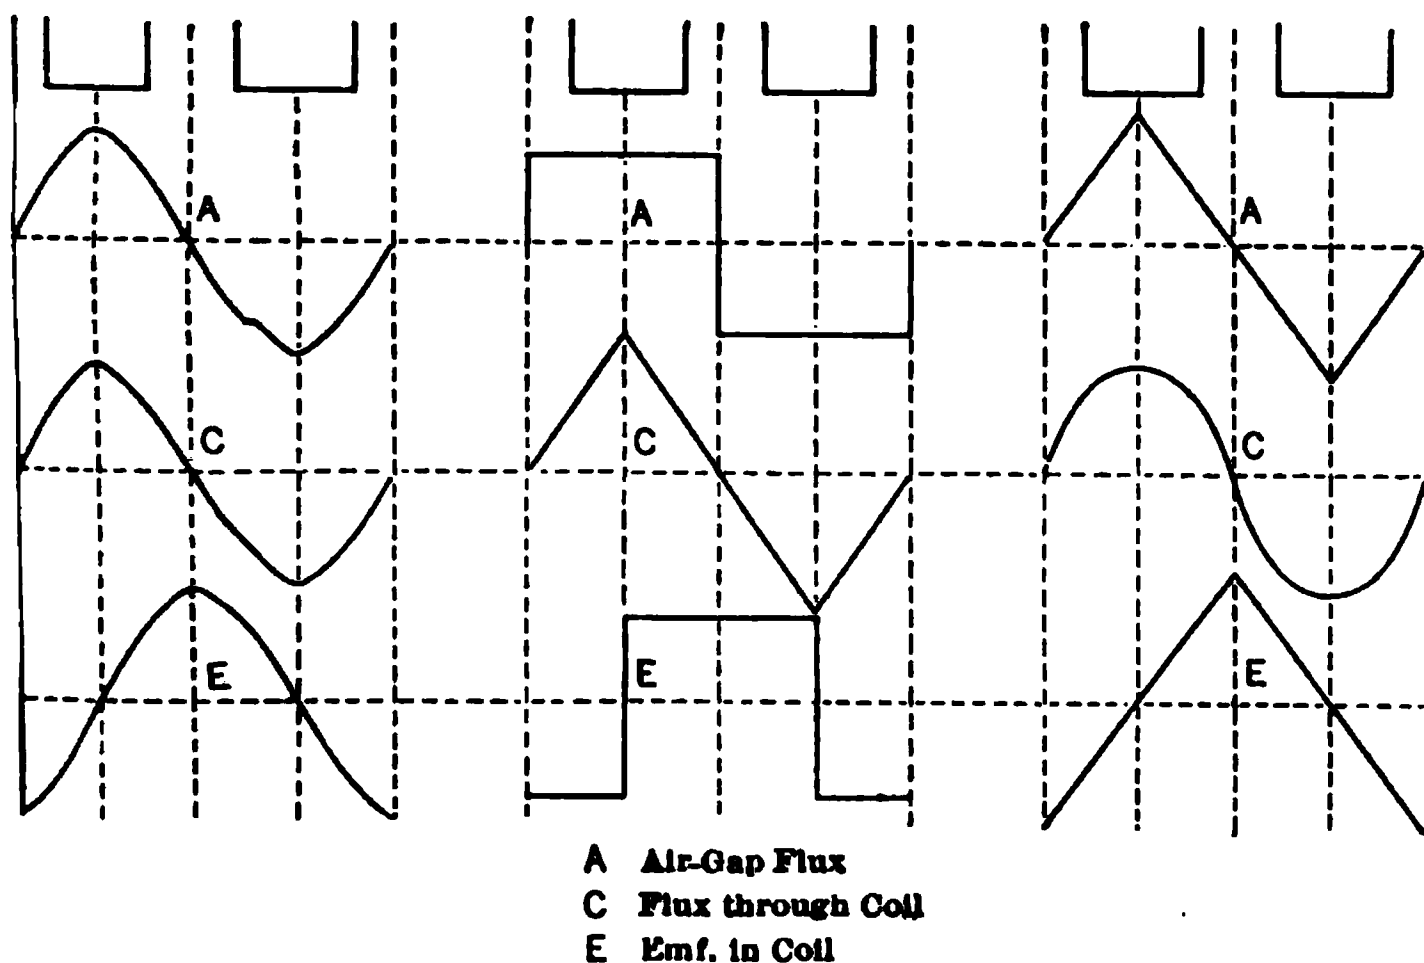 A A A
C C C
E E E
A Air-Gap Flux
C Flux through Coil
E Emf. in Coil